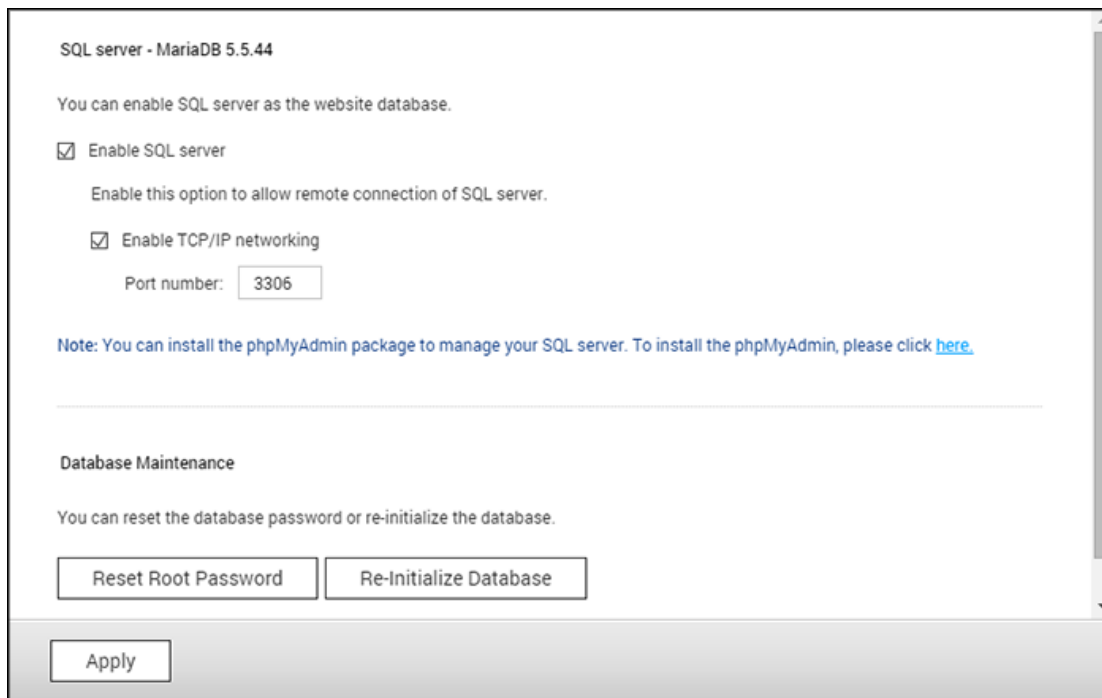 SQL server - MariaDB 5.5.44
You can enable SQL server as the website database.
Enable SQL server
Enable this option to allow remote connection of SQL server.
Enable TCP/IP networking
Port number: 3306
Note: You can install the phpMyAdmin package to manage your SQL server. To install the phpMyAdmin, please click here.
Database Maintenance
You can reset the database password or re-initialize the database.
Reset Root Password Re-Initialize Database
Apply